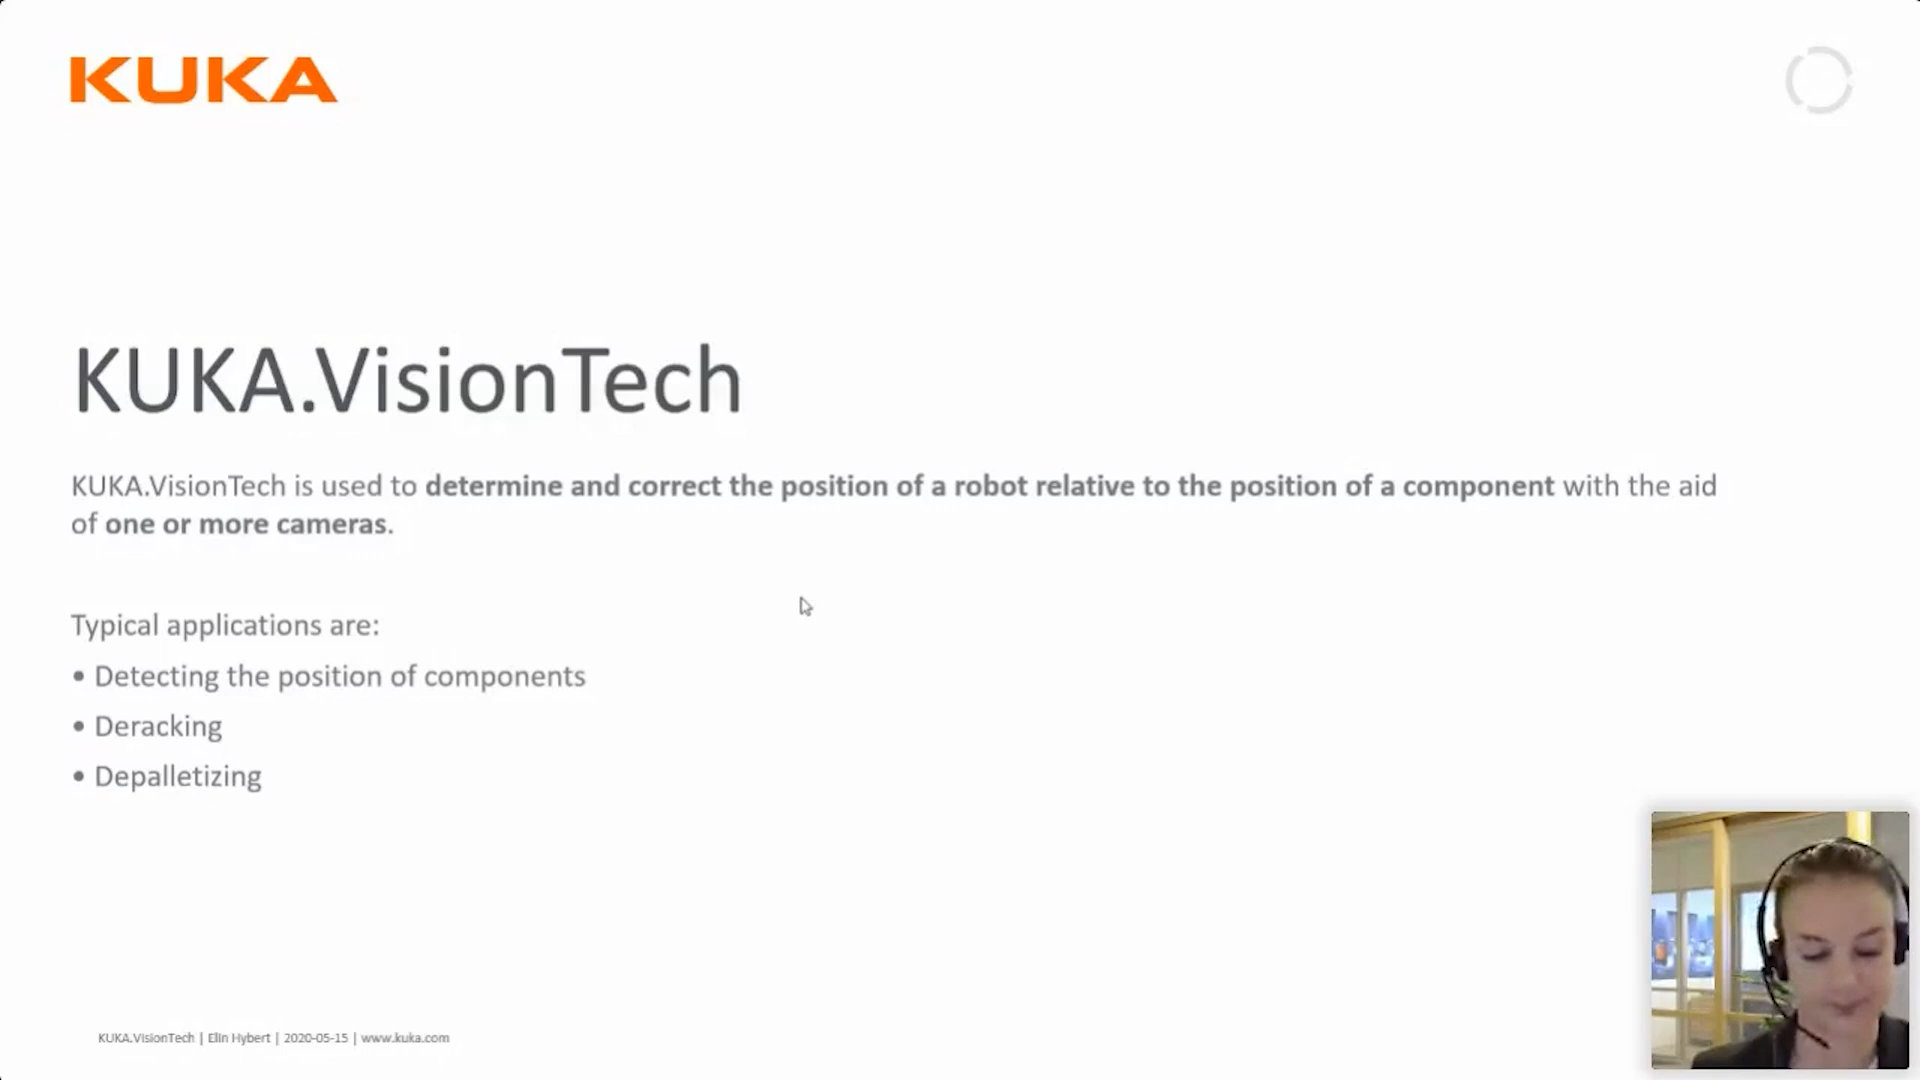 KUKA
KUKA.VisionTech
KUKA.VisionTech is used to determine and correct the position of a robot relative to the position of a component with the aid
of one or more cameras.
Typical applications are:
• Detecting the position of components
• Deracking
• Depalletizing
KUKA.VisionTech | Elin Hybert | 2020-05-15 | www.kuka.com